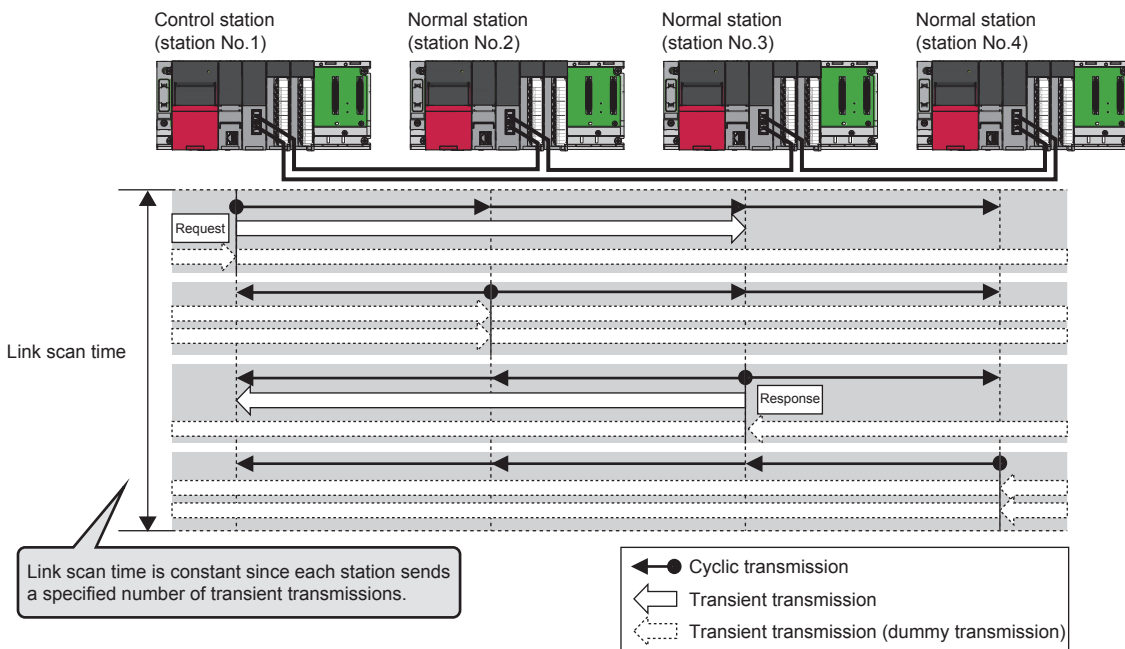 Control station
(station No.1)
Normal station
(station No.2)
Normal station
(station No.3)
Normal station
(station No.4)
Request
Link scan time
Response
Link scan time is constant since each station sends
a specified number of transient transmissions.
Cyclic transmission
Transient transmission
Transient transmission (dummy transmission)